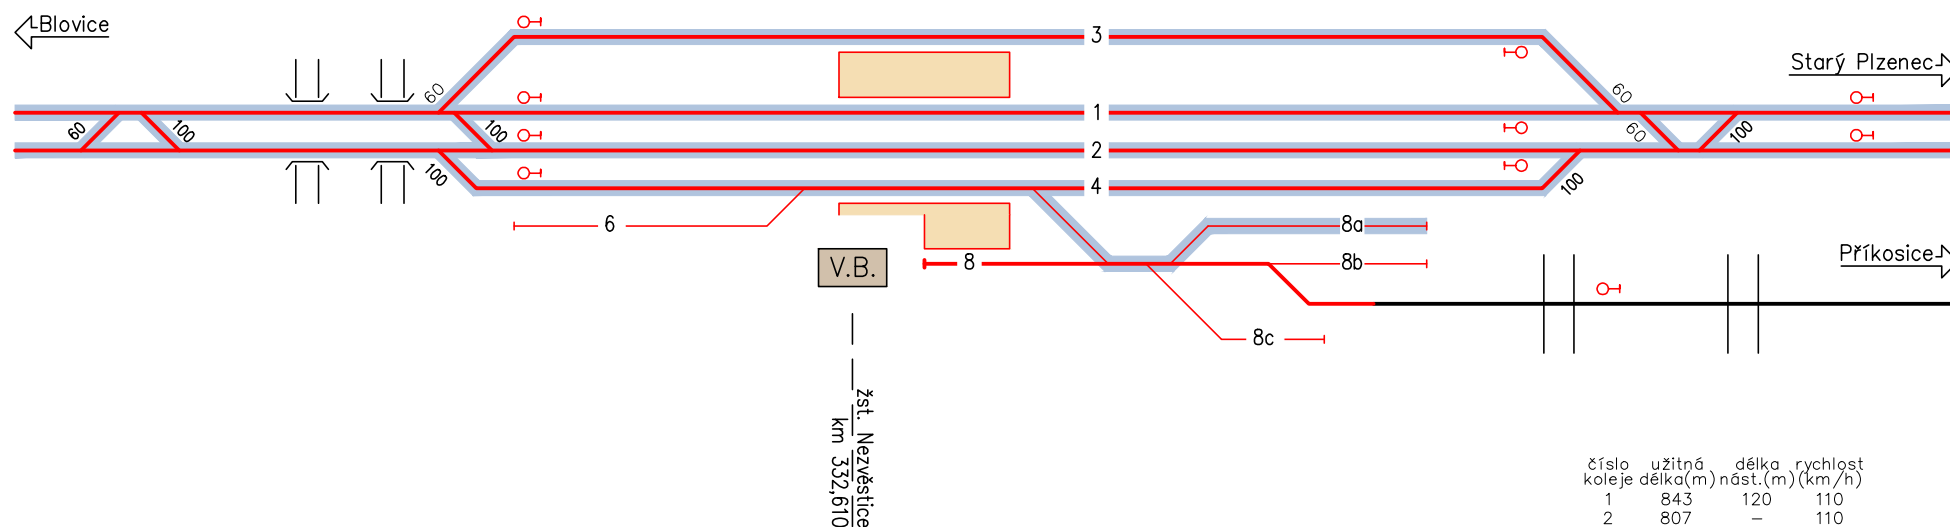 Blovice
3
Starý Plzenec
60
60
1
60
100
100
60
100
2
100
4
100
6
8a
Příkosice
V.B.
8
8b
8c
žst. Nezvěstice
km 332,610
číslo užitná délka rychlost
koleje délka(m) nást.(m) (km/h)
1 843 120 110
2 807 – 110